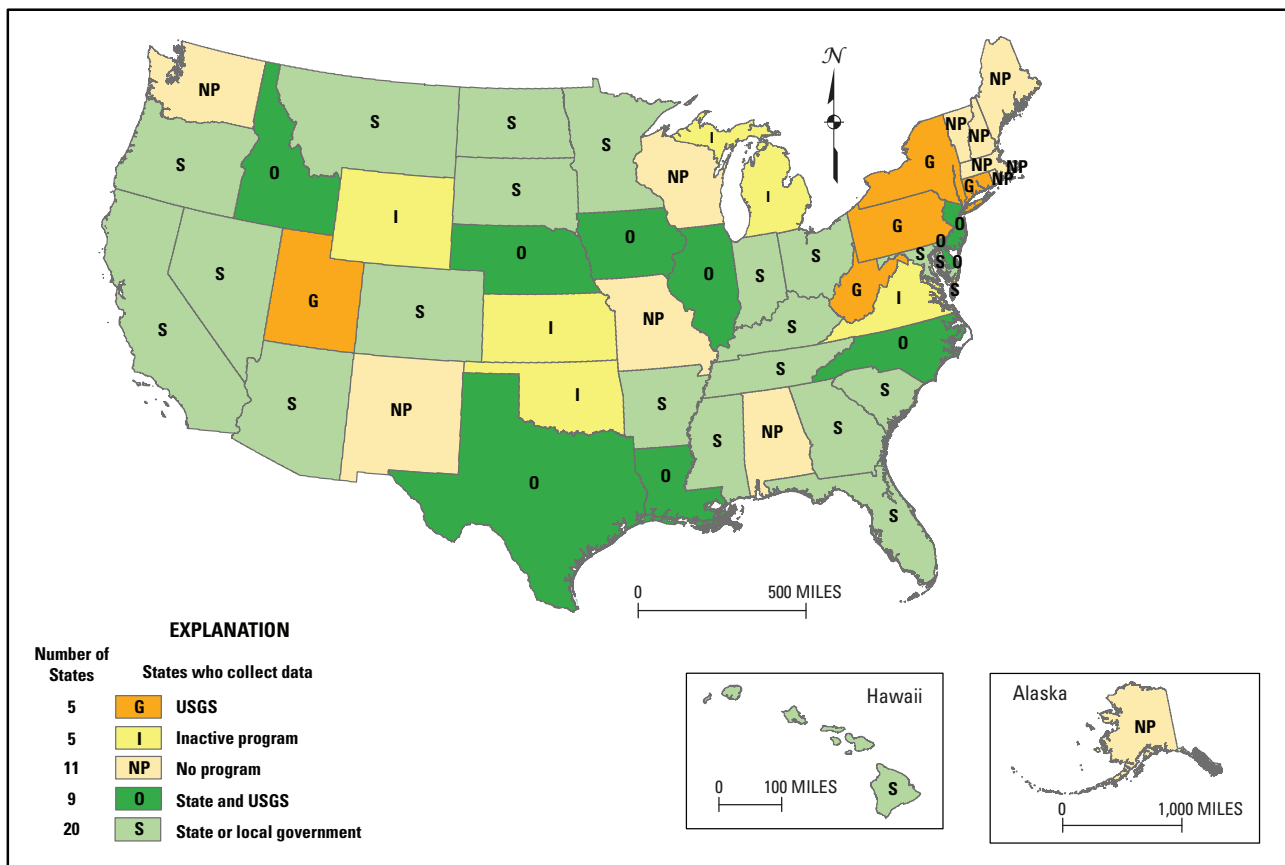 N
NP
S
S
S
NP
I
NP
NP
NP
S
O
I
S
NP
I
G
NP
NP
G
NP
O
O
O
G
O
S
S
G
S
I
S
S
O
S
S
G
S
I
NP
S
I
O
S
S
NP
I
S
S
S
NP
S
O
O
S
0 500 MILES
EXPLANATION
Number of States
States who collect data
5 G USGS
5 I Inactive program
11 NP No program
9 O State and USGS
20 S State or local government
Hawaii
S
0 100 MILES
Alaska
NP
0 1,000 MILES